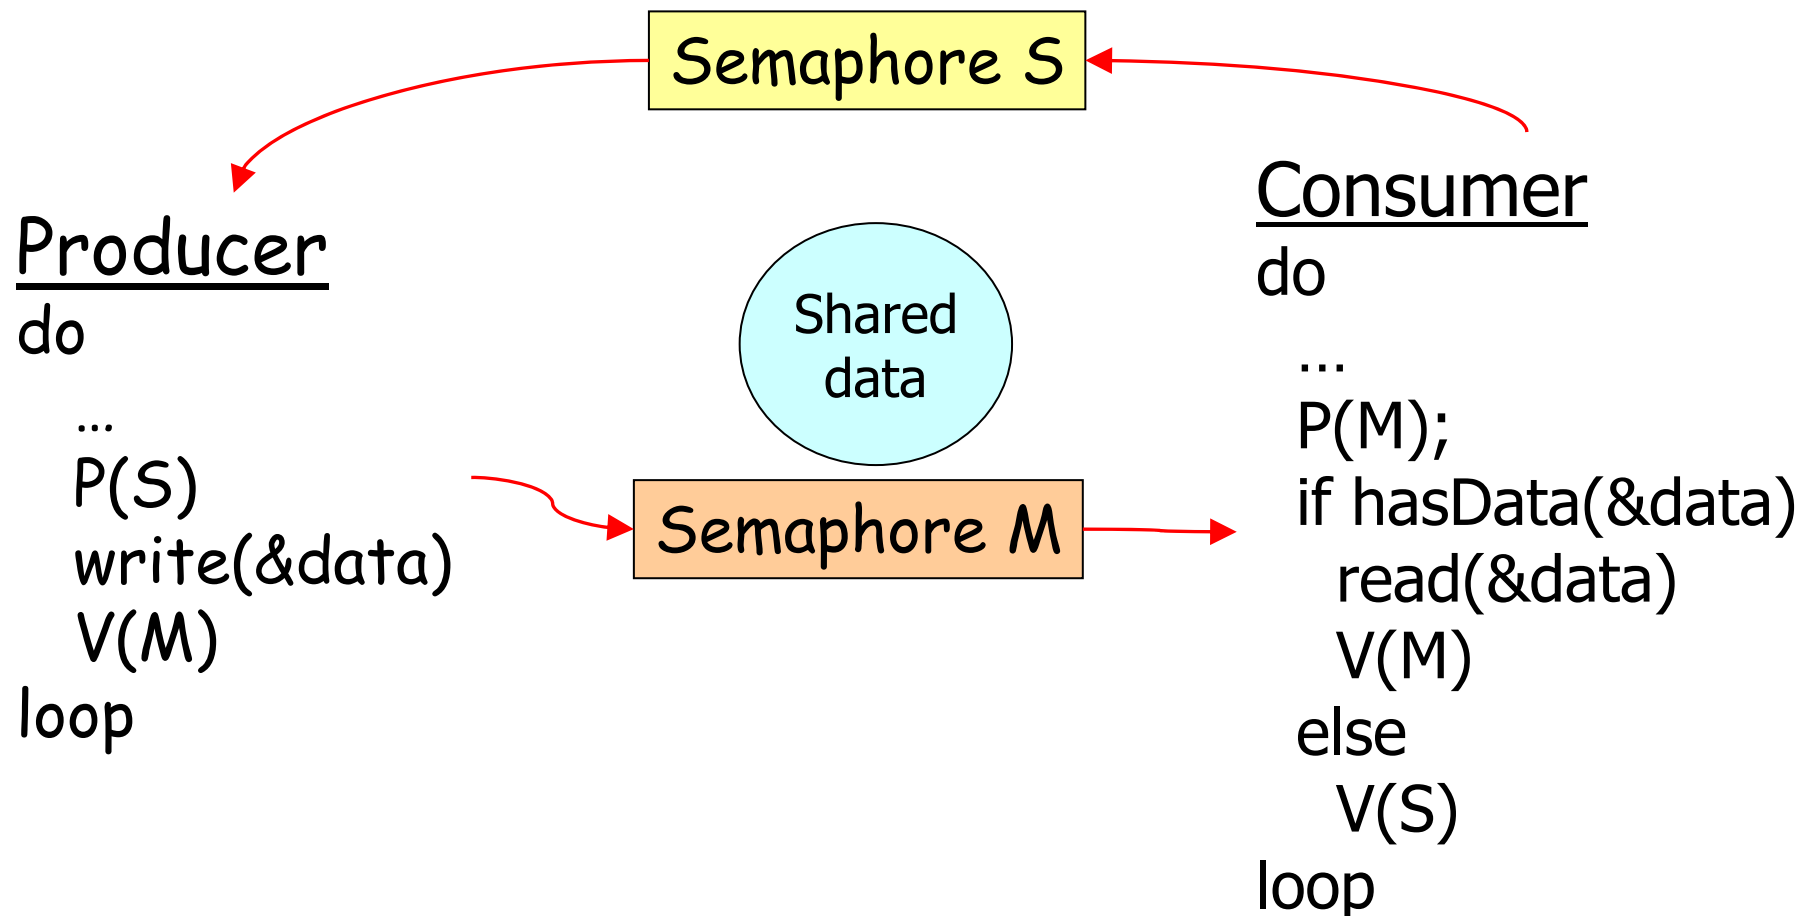 Semaphore S
Producer
do
...
P(S)
write(&data)
V(M)
loop
Shared
data
Semaphore M
Consumer
do
...
P(M);
if hasData(&data)
read(&data)
V(M)
else
V(S)
loop